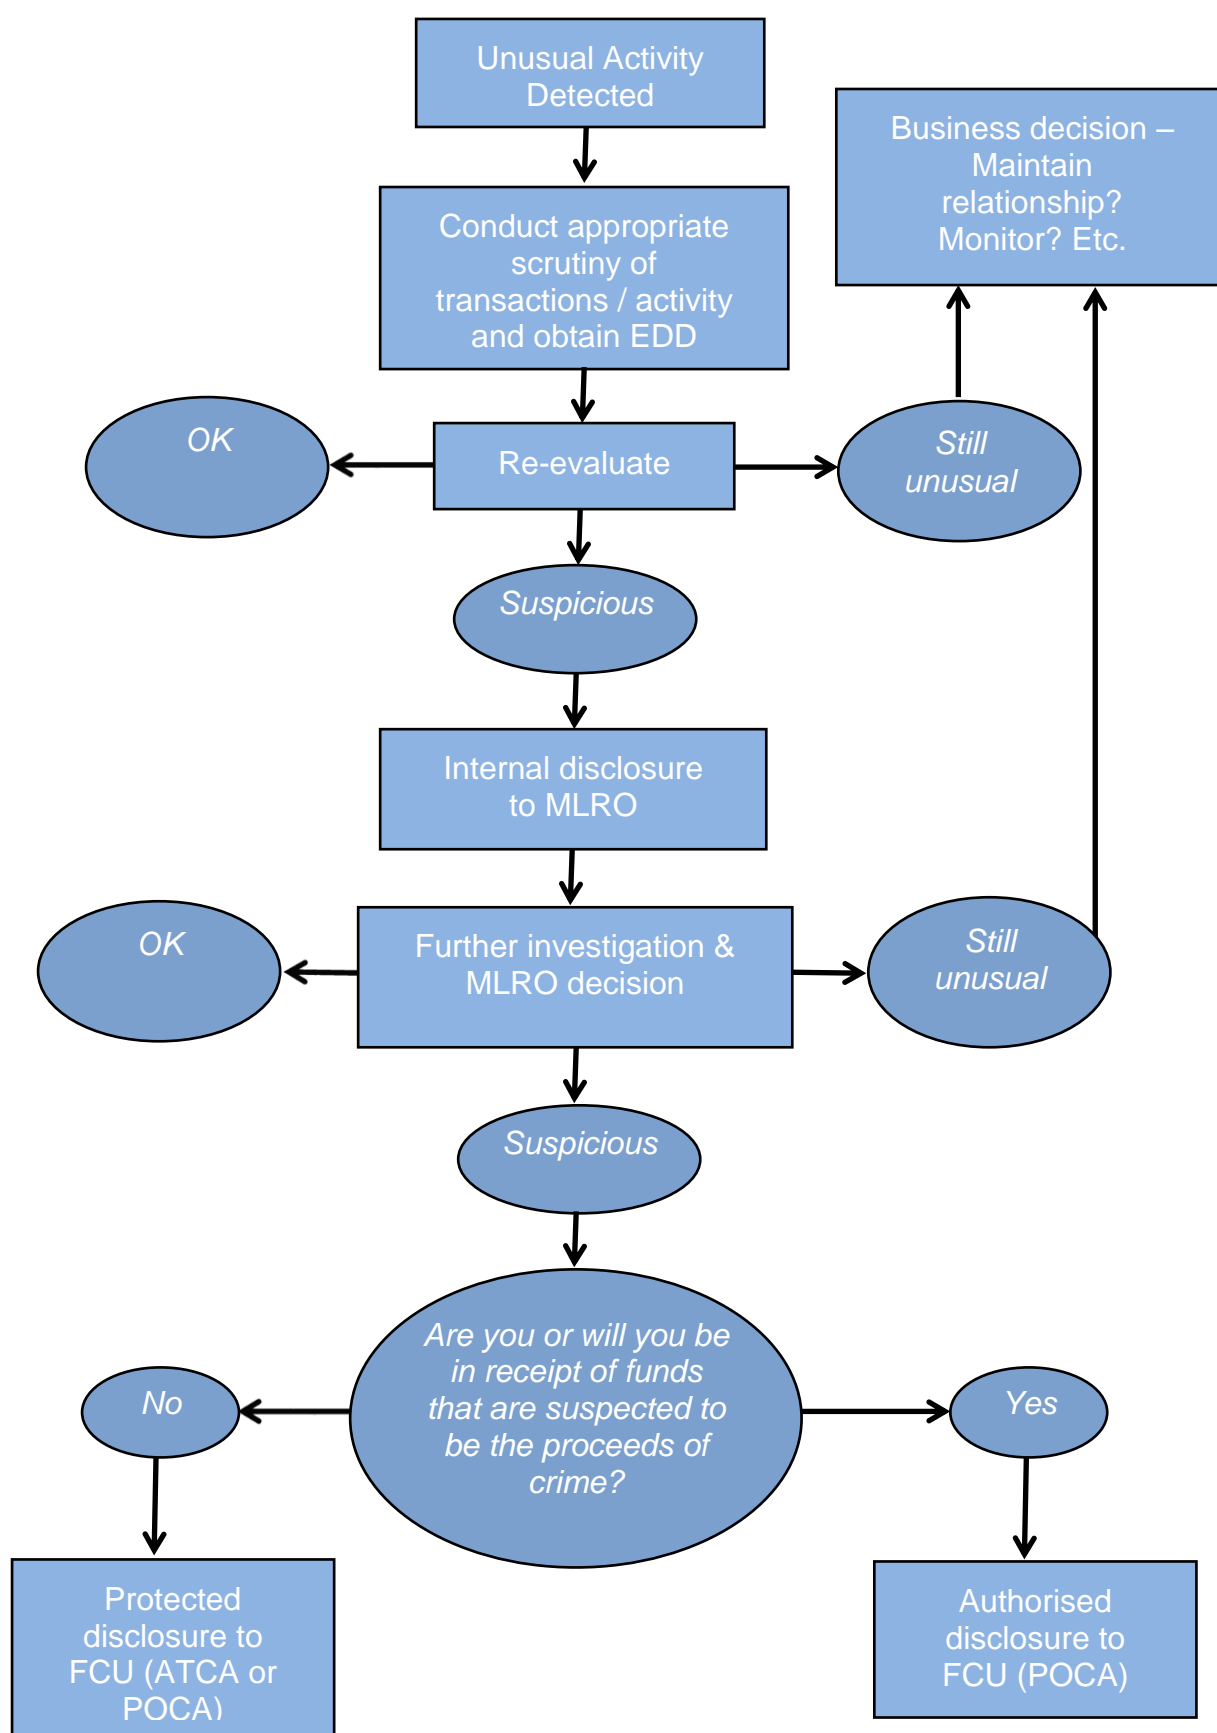 Unusual Activity
Detected
Business decision –
Maintain
relationship?
Monitor? Etc.
Conduct appropriate
scrutiny of
transactions / activity
and obtain EDD
OK
Re-evaluate
Still
unusual
Suspicious
Internal disclosure
to MLRO
OK
Further investigation &
MLRO decision
Still
unusual
Suspicious
Are you or will you be
in receipt of funds
that are suspected to
be the proceeds of
crime?
No
Yes
Protected
disclosure to
FCU (ATCA or
POCA)
Authorised
disclosure to
FCU (POCA)